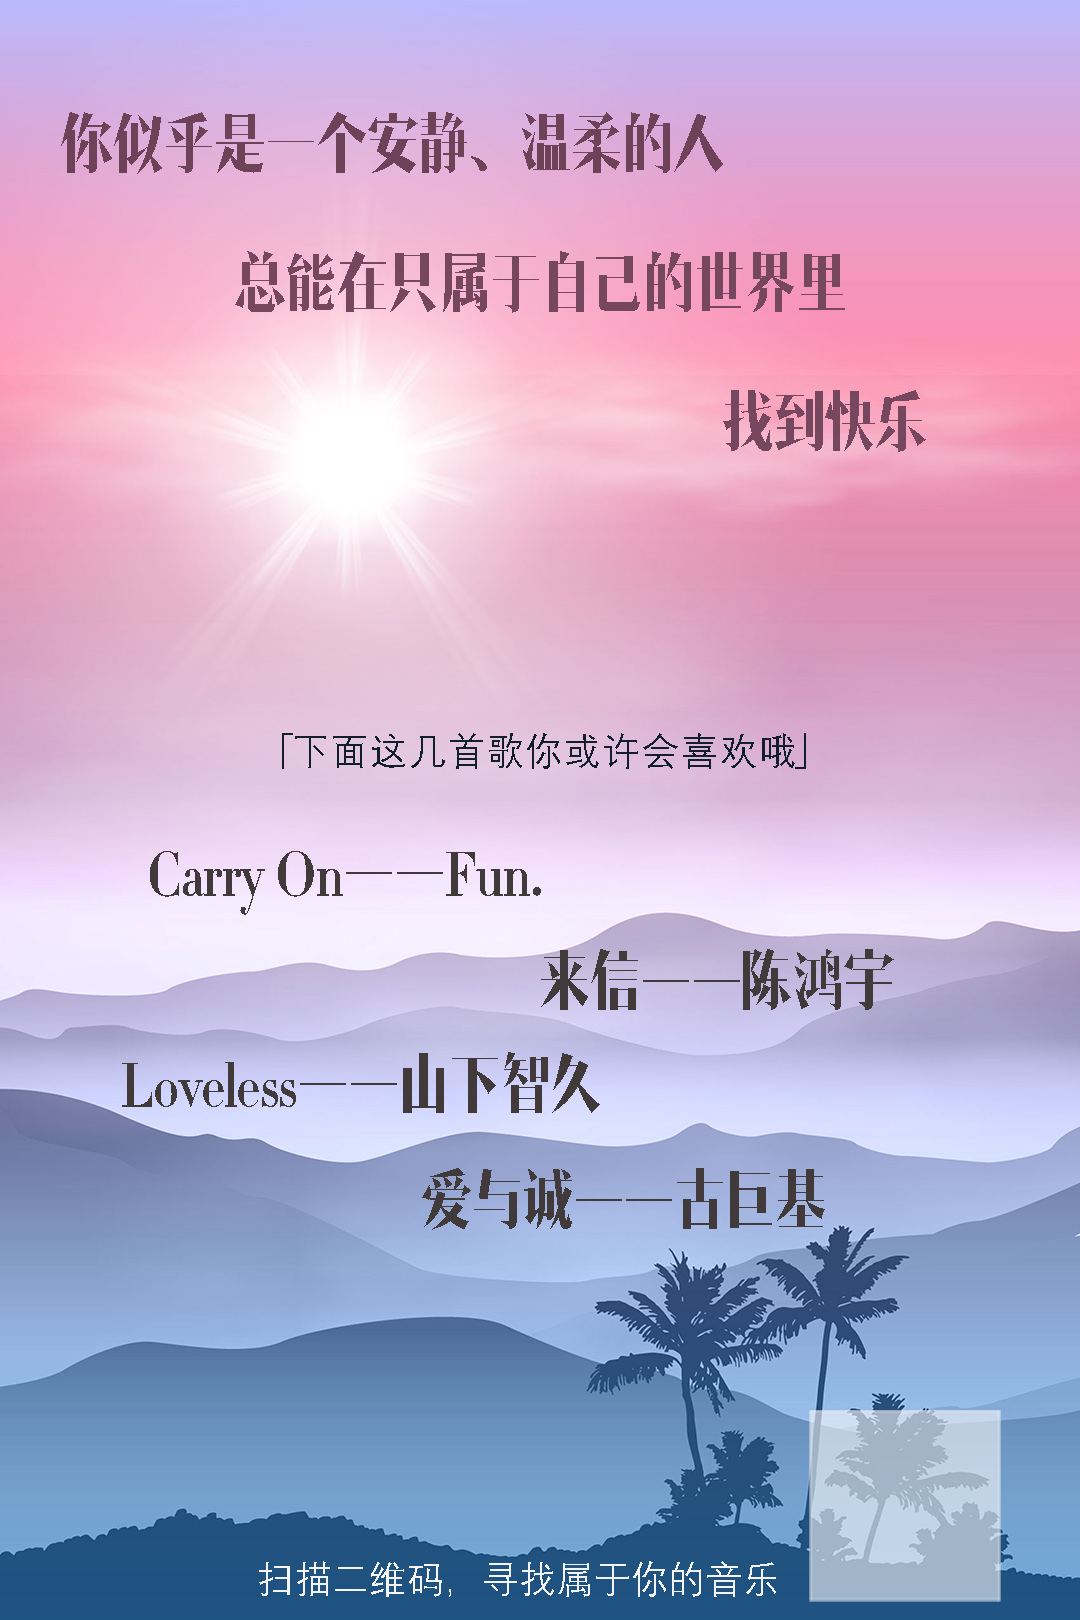 你似乎是一个安静、温柔的人
总能在只属于自己的世界里
找到快乐
「下面这几首歌你或许会喜欢哦」
Carry On——Fun.
来信——陈鸿宇
Loveless——山下智久
爱与诚——古巨基
扫描二维码，寻找属于你的音乐